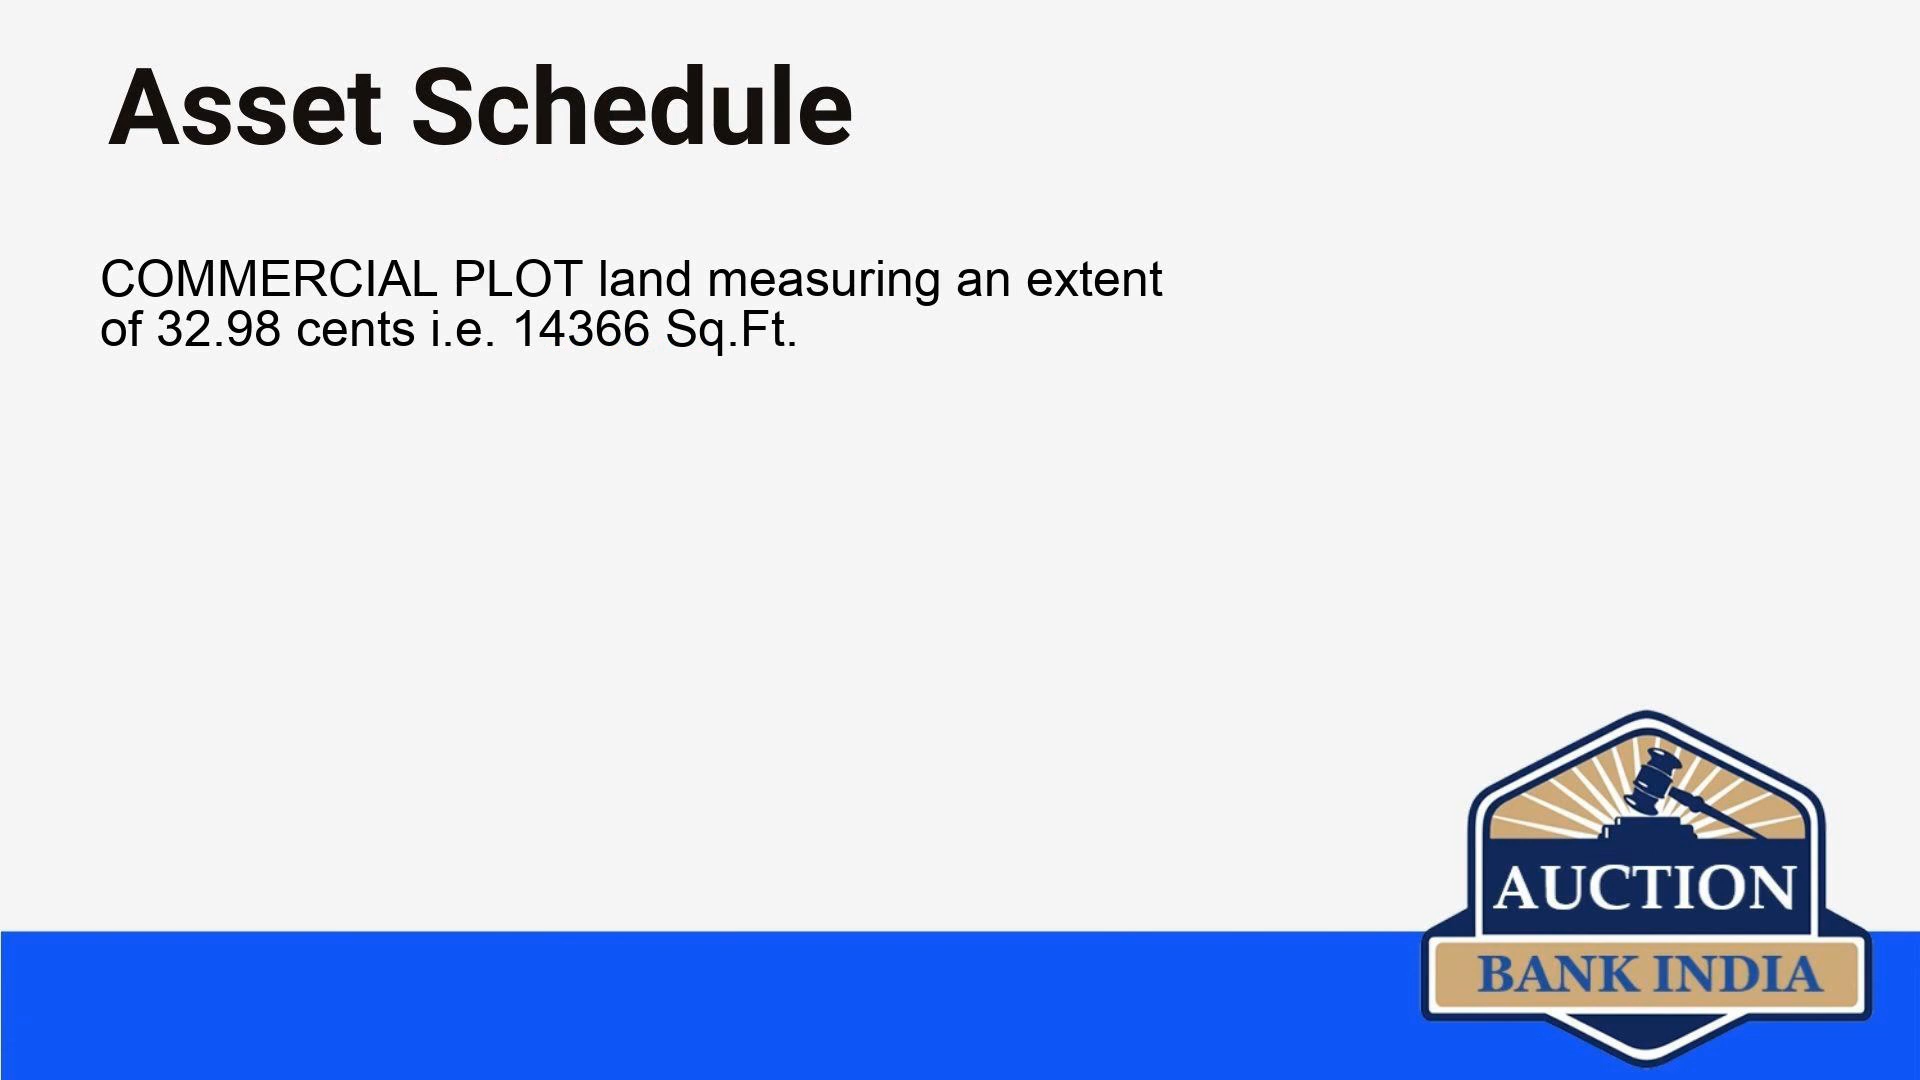 Asset Schedule
COMMERCIAL PLOT land measuring an extent
of 32.98 cents i.e. 14366 Sq.Ft.
AUCTION
BANK INDIA